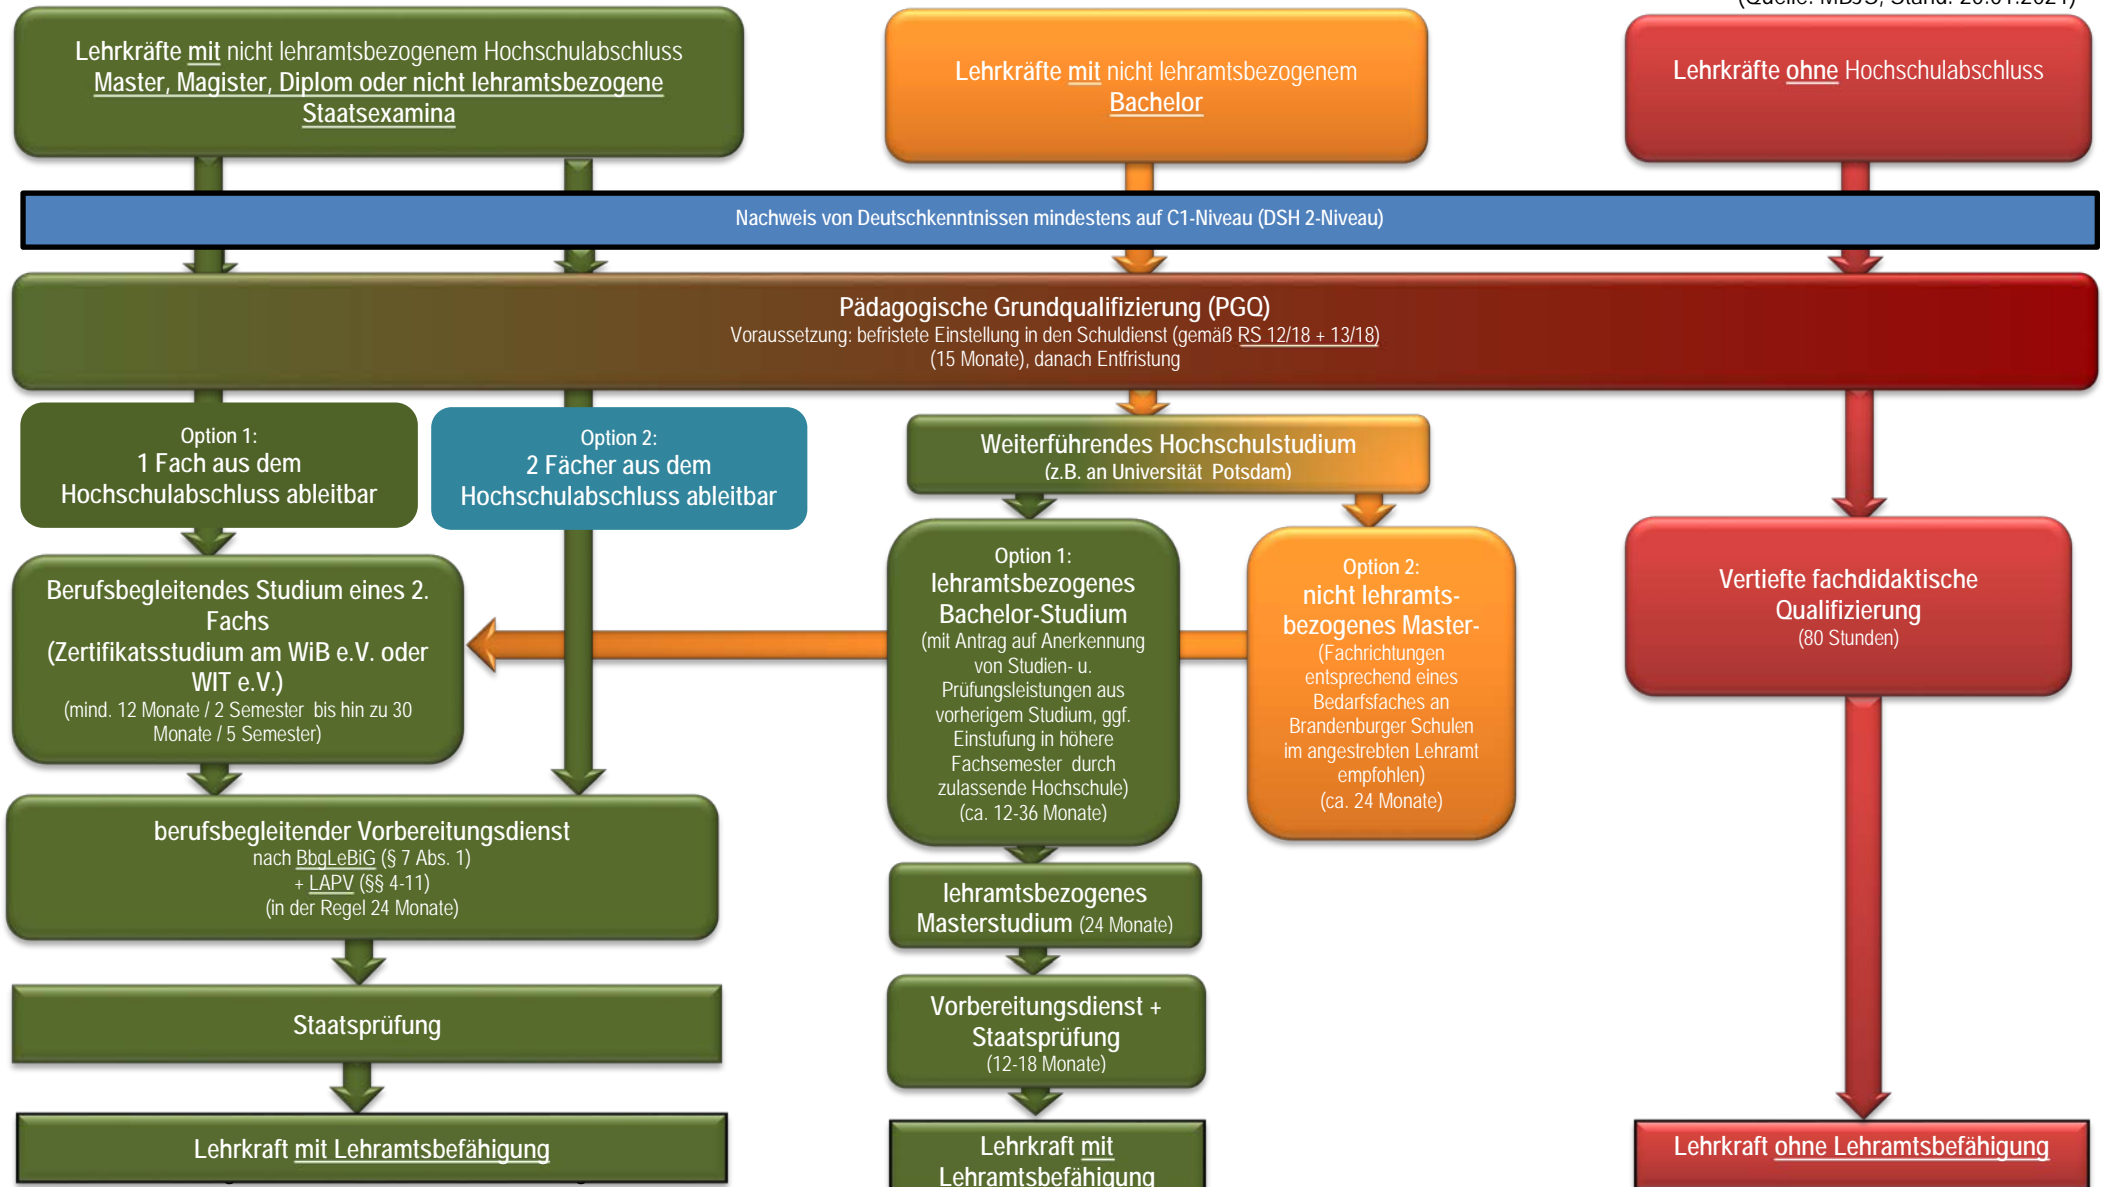 (Quelle: MBJS, Stand: 20.01.2021)
Lehrkräfte mit nicht lehramtsbezogenem Hochschulabschluss
Master, Magister, Diplom oder nicht lehramtsbezogene
Staatsexamina
Lehrkräfte mit nicht lehramtsbezogenem
Bachelor
Lehrkräfte ohne Hochschulabschluss
Nachweis von Deutschkenntnissen mindestens auf C1-Niveau (DSH 2-Niveau)
Pädagogische Grundqualifizierung (PGQ)
Voraussetzung: befristete Einstellung in den Schuldienst (gemäß RS 12/18 + 13/18)
(15 Monate), danach Entfristung
Option 1:
1 Fach aus dem
Hochschulabschluss ableitbar
Option 2:
2 Fächer aus dem
Hochschulabschluss ableitbar
Weiterführendes Hochschulstudium
(z.B. an Universität Potsdam)
Berufsbegleitendes Studium eines 2.
Fachs
(Zertifikatsstudium am WiB e.V. oder
WIT e.V.)
(mind. 12 Monate / 2 Semester bis hin zu 30
Monate / 5 Semester)
Option 1:
lehramtsbezogenes
Bachelor-Studium
(mit Antrag auf Anerkennung
von Studien- u.
Prüfungsleistungen aus
vorherigem Studium, ggf.
Einstufung in höhere
Fachsemester durch
zulassende Hochschule)
(ca. 12-36 Monate)
Option 2:
nicht lehramts-
bezogenes Master-
(Fachrichtungen
entsprechend eines
Bedarfsfaches an
Brandenburger Schulen
im angestrebten Lehramt
empfohlen)
(ca. 24 Monate)
Vertiefte fachdidaktische
Qualifizierung
(80 Stunden)
berufsbegleitender Vorbereitungsdienst
nach BbgLeBiG (§ 7 Abs. 1)
+ LAPV (§§ 4-11)
(in der Regel 24 Monate)
lehramtsbezogenes
Masterstudium (24 Monate)
Staatsprüfung
Vorbereitungsdienst +
Staatsprüfung
(12-18 Monate)
Lehrkraft mit Lehramtsbefähigung
Lehrkraft mit
Lehramtsbefähigung
Lehrkraft ohne Lehramtsbefähigung